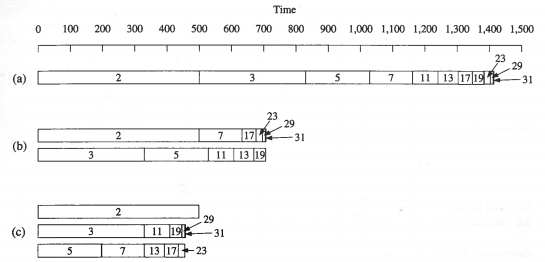 Time
0 100 200 300 400 500 600 700 800 900 1,000 1,100 1,200 1,300 1,400 1,500
23
29
(a) 2 3 5 7 11 13 17 19 31
23
29
(b) 2 7 17 31
3 5 11 13 19
(c) 2
29
3 11 19 31
5 7 13 17 23